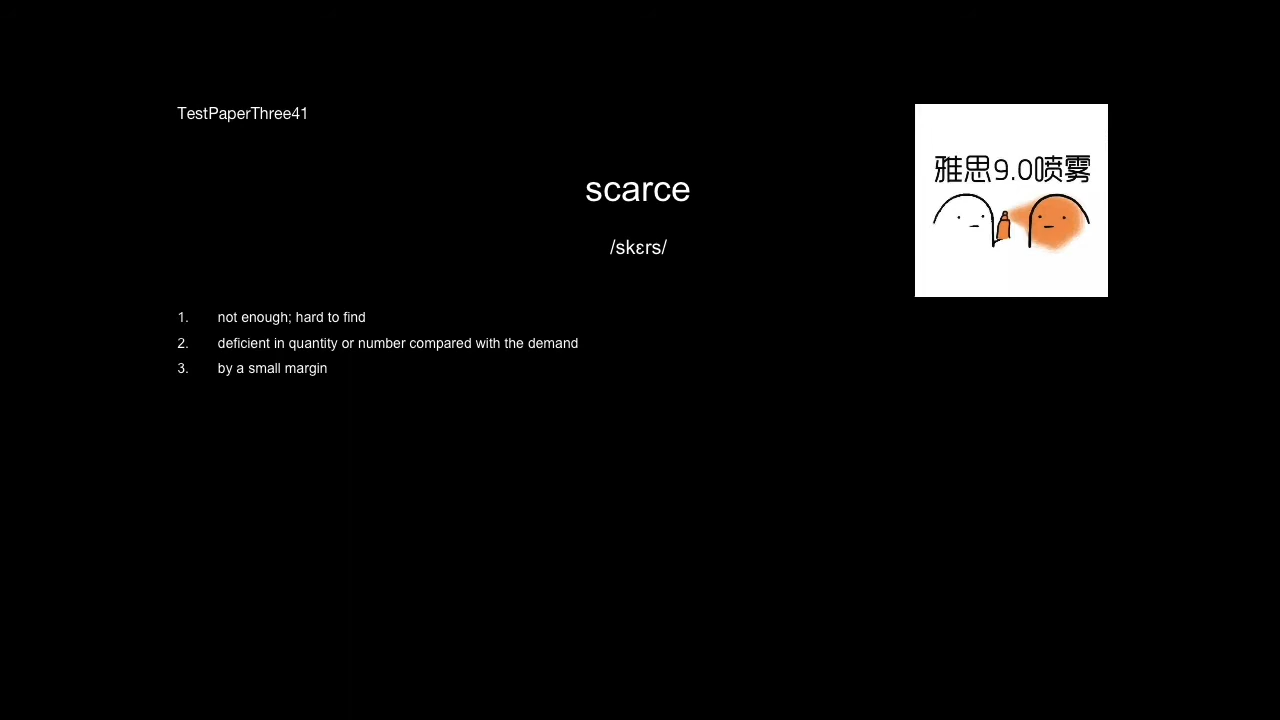 TestPaperThree41
雅思9.0喷雾
scarce
/skɛrs/
1. not enough; hard to find
2. deficient in quantity or number compared with the demand
3. by a small margin